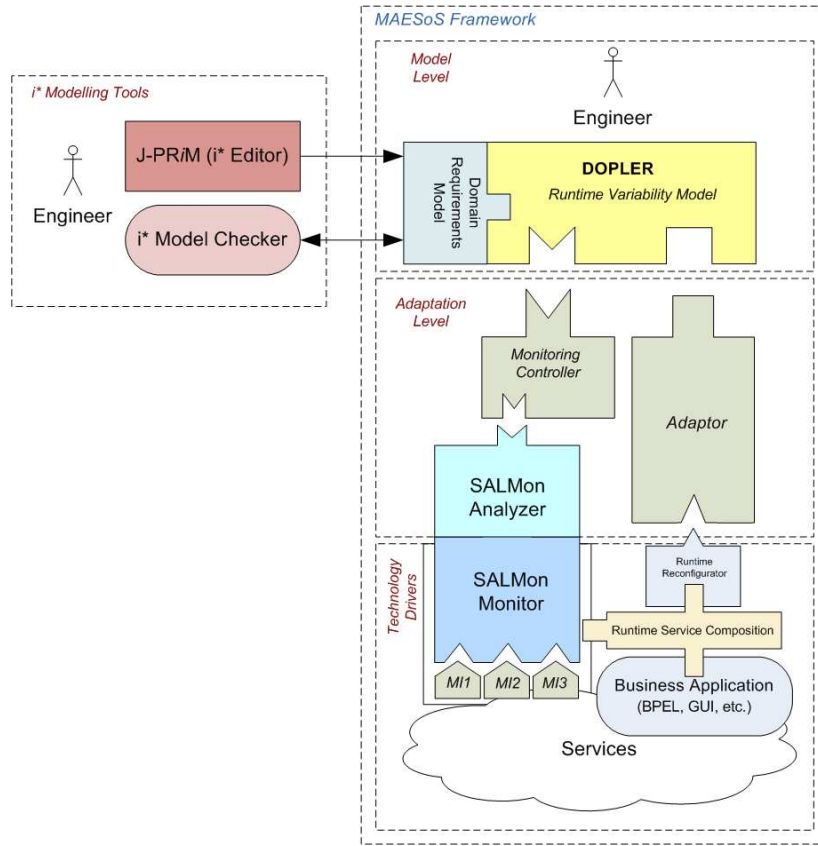 MAESoS Framework
Model
Level
Engineer
i* Modelling Tools
J-PRiM (i* Editor)
Engineer
i* Model Checker
Domain
Requirements
Model
DOPLER
Runtime Variability Model
Adaptation
Level
Monitoring
Controller
Adaptor
SALMon
Analyzer
Technology
Drivers
SALMon
Monitor
Runtime
Reconfigurator
Runtime Service Composition
MI1
MI2
MI3
Business Application
(BPEL, GUI, etc.)
Services